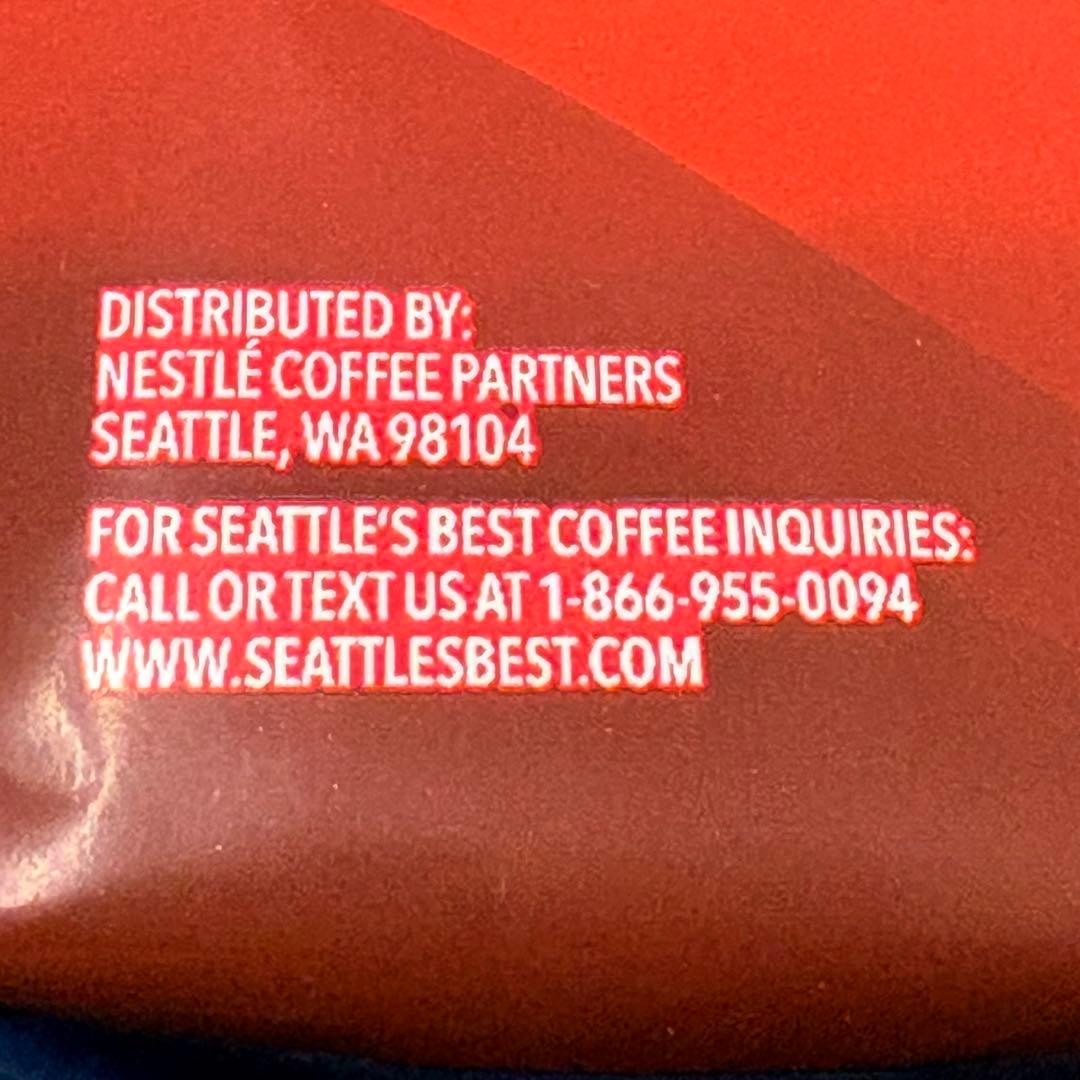 DISTRIBUTED BY:
NESTLÉ COFFEE PARTNERS
SEATTLE, WA 98104
FOR SEATTLE'S BEST COFFEE INQUIRIES:
CALL OR TEXT US AT 1-866-955-0094
WWW.SEATTLESBEST.COM